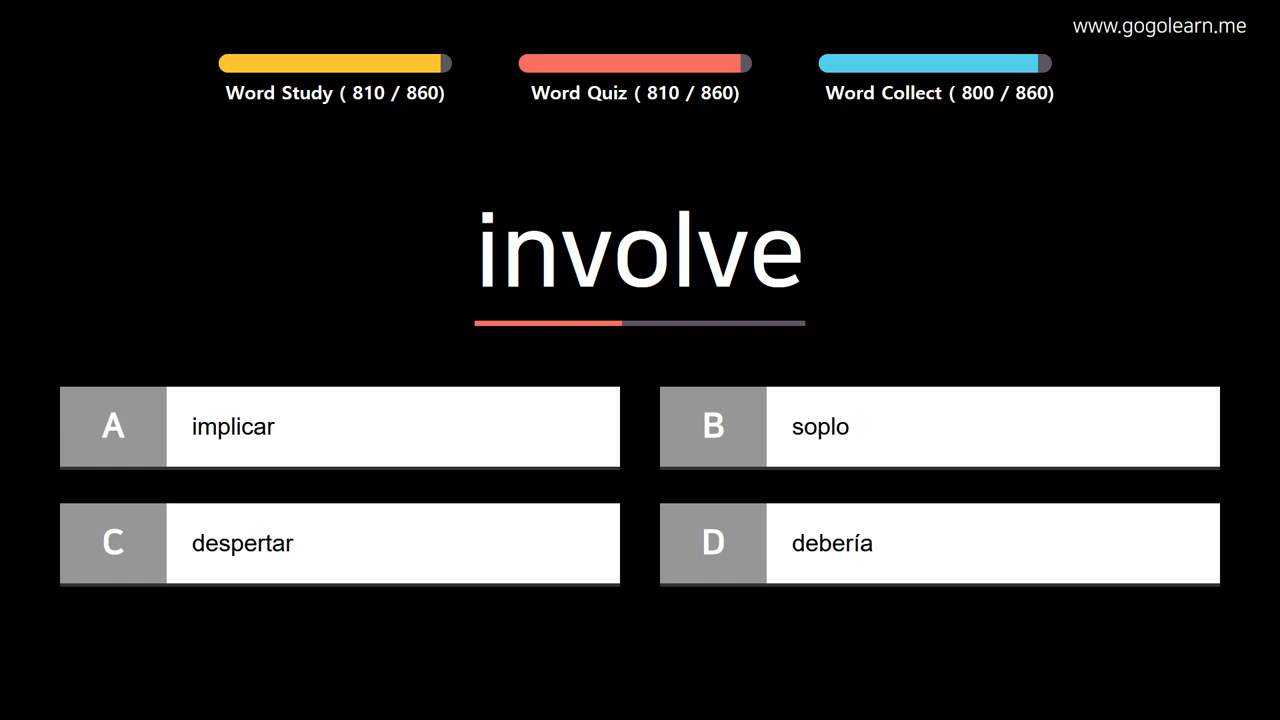 www.gogolearn.me
Word Study ( 810 / 860)
Word Quiz ( 810 / 860)
Word Collect ( 800 / 860)
involve
A implicar
B soplo
C despertar
D debería